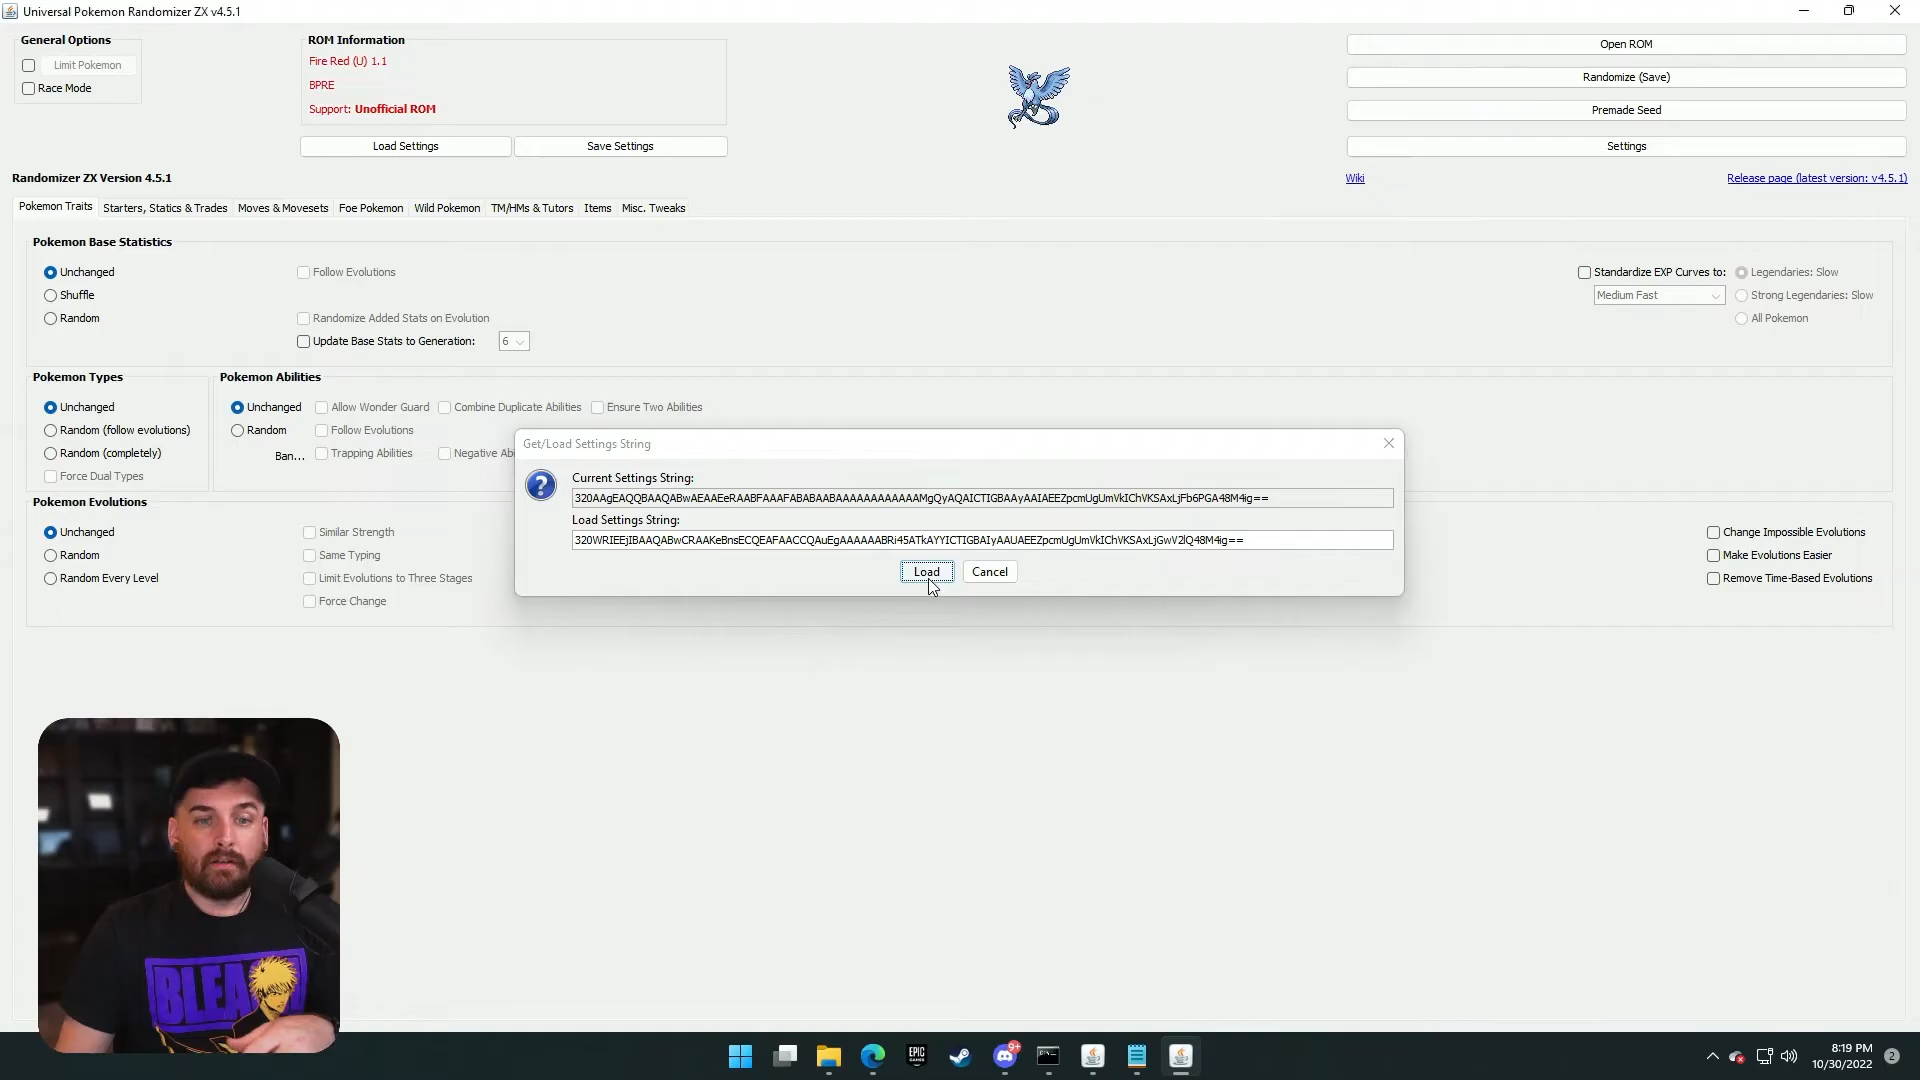 Universal Pokemon Randomizer ZX v4.5.1
General Options
Limit Pokemon
Race Mode
ROM Information
Fire Red (U) 1.1
BPRE
Support: Unofficial ROM
Load Settings
Save Settings
Open ROM
Randomize (Save)
Premade Seed
Settings
Randomizer ZX Version 4.5.1
Wiki
Release page (latest version: v4.5.1)
Pokemon Traits
Starters, Statics & Trades
Moves & Movesets
Foe Pokemon
Wild Pokemon
TM/HMs & Tutors
Items
Misc. Tweaks
Pokemon Base Statistics
Unchanged
Shuffle
Random
Follow Evolutions
Randomize Added Stats on Evolution
Update Base Stats to Generation:
6
Standardize EXP Curves to:
Medium Fast
Legendaries: Slow
Strong Legendaries: Slow
All Pokemon
Pokemon Types
Unchanged
Random (follow evolutions)
Random (completely)
Force Dual Types
Pokemon Abilities
Unchanged
Random
Allow Wonder Guard
Combine Duplicate Abilities
Ensure Two Abilities
Follow Evolutions
Ban...
Trapping Abilities
Negative Ab
Get/Load Settings String
Current Settings String:
320AAgEAQQBAAQABwAEAAEeRAABFAAAFABABAABAAAAAAAAAAAAMgQyAQAICTIGBAAyAAIAEEZpcmUgUmVkIChVKSAxLjFb6PGA48M4ig==
Load Settings String:
320WRIEEjIBAAQABwCRAAKeBnsECQEAFAACCQAuEgAAAAAABRi45ATkAYYICTIGBAIyAAUAEEZpcmUgUmVkIChVKSAxLjGwV2lQ48M4ig==
Load
Cancel
Pokemon Evolutions
Unchanged
Random
Random Every Level
Similar Strength
Same Typing
Limit Evolutions to Three Stages
Force Change
Change Impossible Evolutions
Make Evolutions Easier
Remove Time-Based Evolutions
BLEA
EPIC
GAMES
9+
8:19 PM
10/30/2022
2